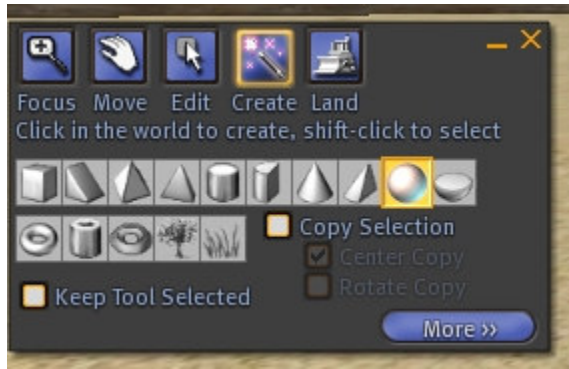 Focus Move Edit Create Land
Click in the world to create, shift-click to select
Copy Selection
Center Copy
Rotate Copy
Keep Tool Selected
More >>